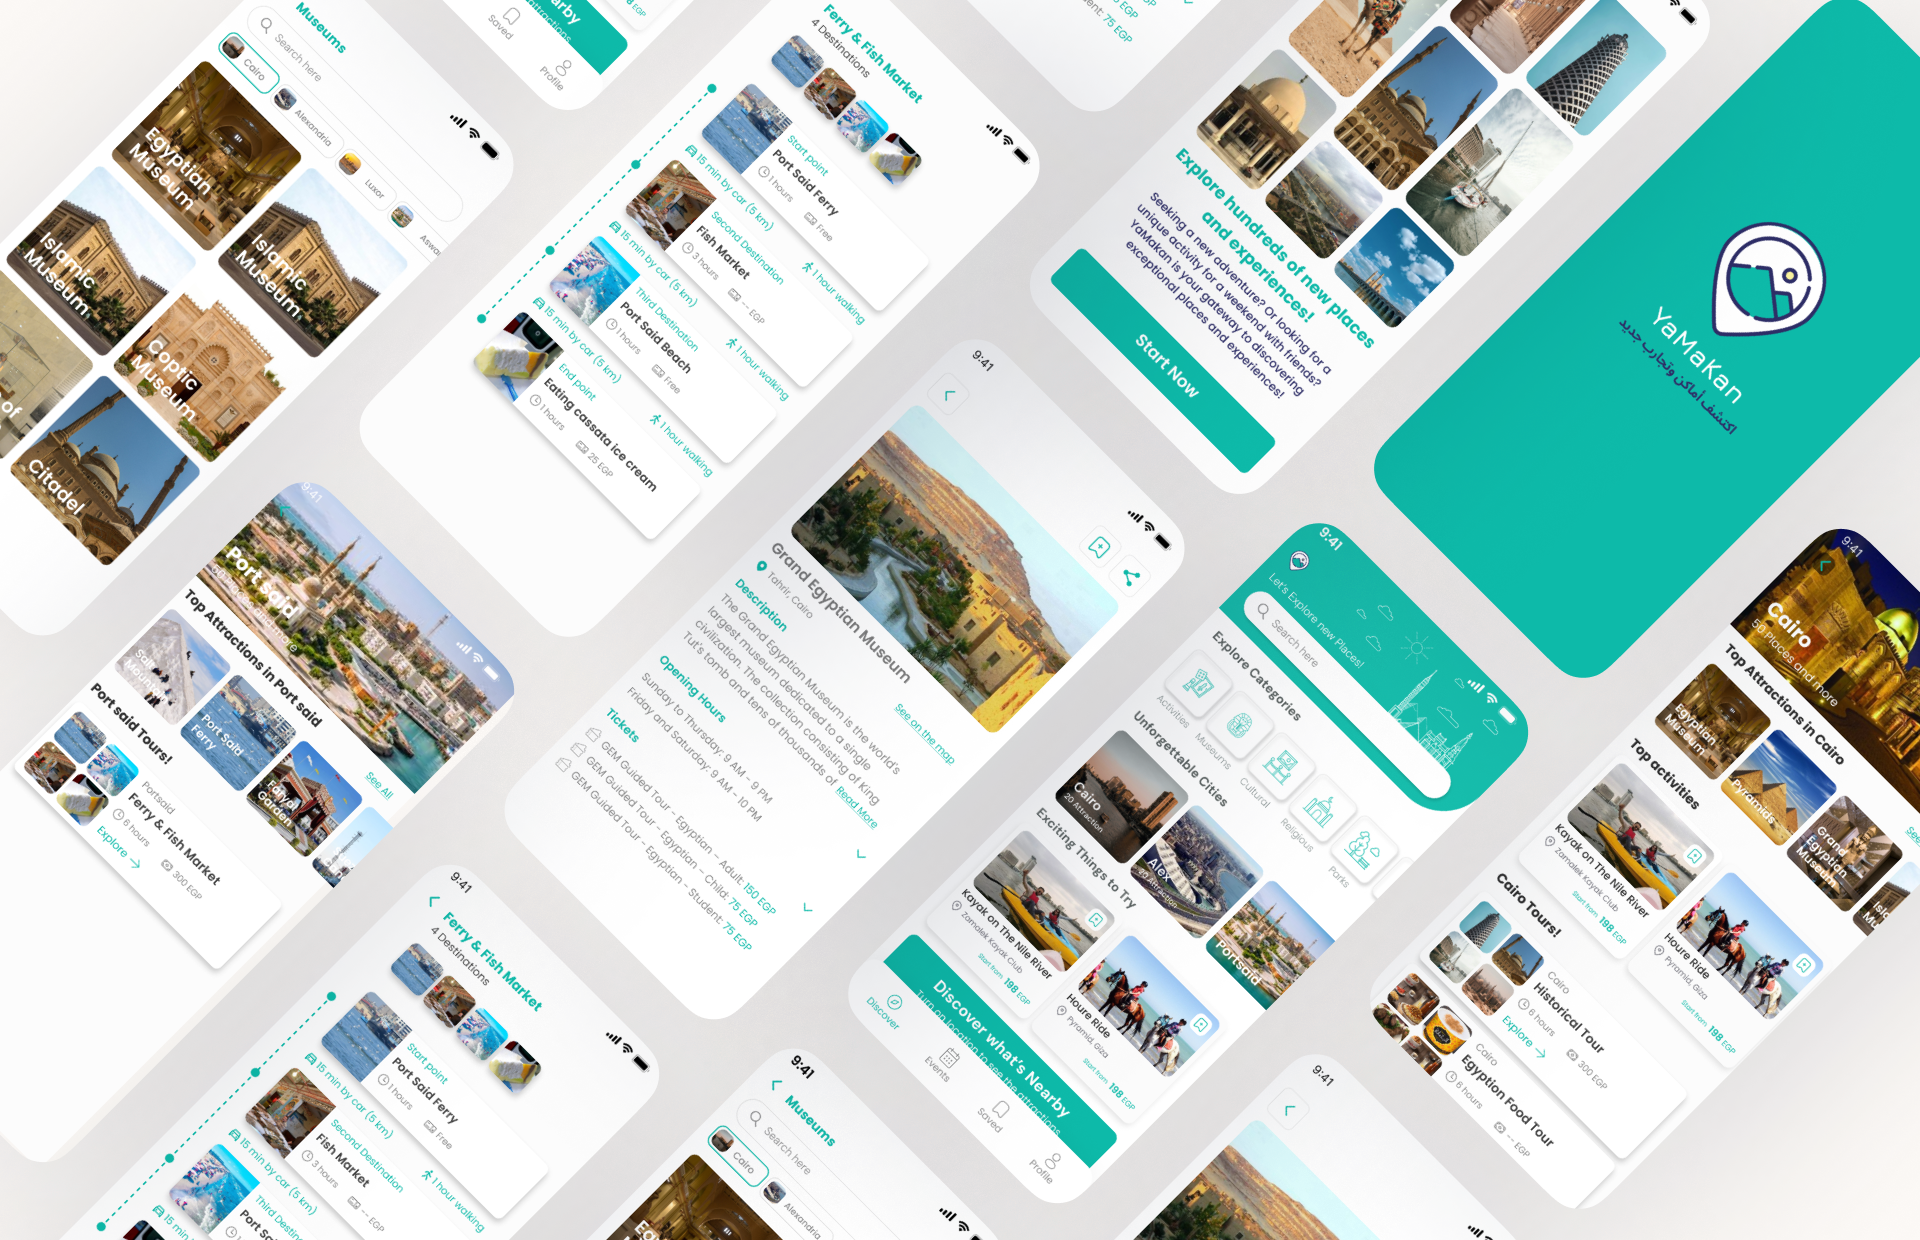 Museums
Search here
Cairo
Alexandria
Luxor
Aswa
Egyptian
Museum
Islamic
Museum
Islamic
Museum
Coptic
Museum
of
Citadel
Saved
Profile
Ferry & Fish Market
4 Destinations
Start point
Port Said Ferry
1 hours
Free
15 min by car (5 km)
1 hour walking
Second Destination
Fish Market
3 hours
-- EGP
15 min by car (5 km)
1 hour walking
Third Destination
Port Said Beach
1 hours
Free
15 min by car (5 km)
1 hour walking
End point
Eating cassata ice cream
1 hours
25 EGP
75 EGP
Explore hundreds of new places
and experiences!
Seeking a new adventure? Or looking for a
unique activity for a weekend with friends?
YaMakan is your gateway to discovering
exceptional places and experiences!
Start Now
YaMakan
اكتشف أماكن وتجارب جديد
9:41
Port said
Top Attractions in Port said
See All
Port Said
Ferry
Garden
Port said Tours!
Portsaid
Ferry & Fish Market
6 hours
300 EGP
Explore
9:41
Grand Egyptian Museum
Tahrir, Cairo
See on the map
Description
The Grand Egyptian Museum is the world's
largest museum dedicated to a single
civilization. The collection consisting of King
Tut's tomb and tens of thousands of Read More
Opening Hours
Sunday to Thursday: 9 AM - 9 PM
Friday and Saturday: 9 AM - 10 PM
Tickets
GEM Guided Tour - Egyptian - Adult: 150 EGP
GEM Guided Tour - Egyptian - Child: 75 EGP
GEM Guided Tour - Egyptian - Student: 75 EGP
9:41
Let's Explore new Places!
Search here
Explore Categories
Activities
Museums
Cultural
Religious
Parks
Unforgettable Cities
Cairo
20 Attraction
Alex
20 Attraction
Portsaid
Exciting Things to Try
Kayak on The Nile River
Zamolek Kayak Club
Start from 198 EGP
Houre Ride
Pyramid, Giza
Start from 198 EGP
Discover what's Nearby
Turn on location to see the attractions
Discover
Events
Saved
Profile
9:41
Cairo
50 Places and more
Top Attractions in Cairo
See
Egyptian
Museum
Pyramids
Grand
Egyptian
Museum
Top activities
Kayak on The Nile River
Zamolek Kayak Club
Start from 198 EGP
Houre Ride
Pyramid, Giza
Start from 198 EGP
Cairo Tours!
Cairo
Historical Tour
6 hours
300 EGP
Explore
Cairo
Egyption Food Tour
6 hours
-- EGP
9:41
Ferry & Fish Market
4 Destinations
Start point
Port Said Ferry
1 hours
Free
15 min by car (5 km)
1 hour walking
Second Destination
Fish Market
3 hours
-- EGP
15 min by car (5 km)
Third Destin
15 min
9:41
Museums
Search here
Cairo
Alexandria
9:41